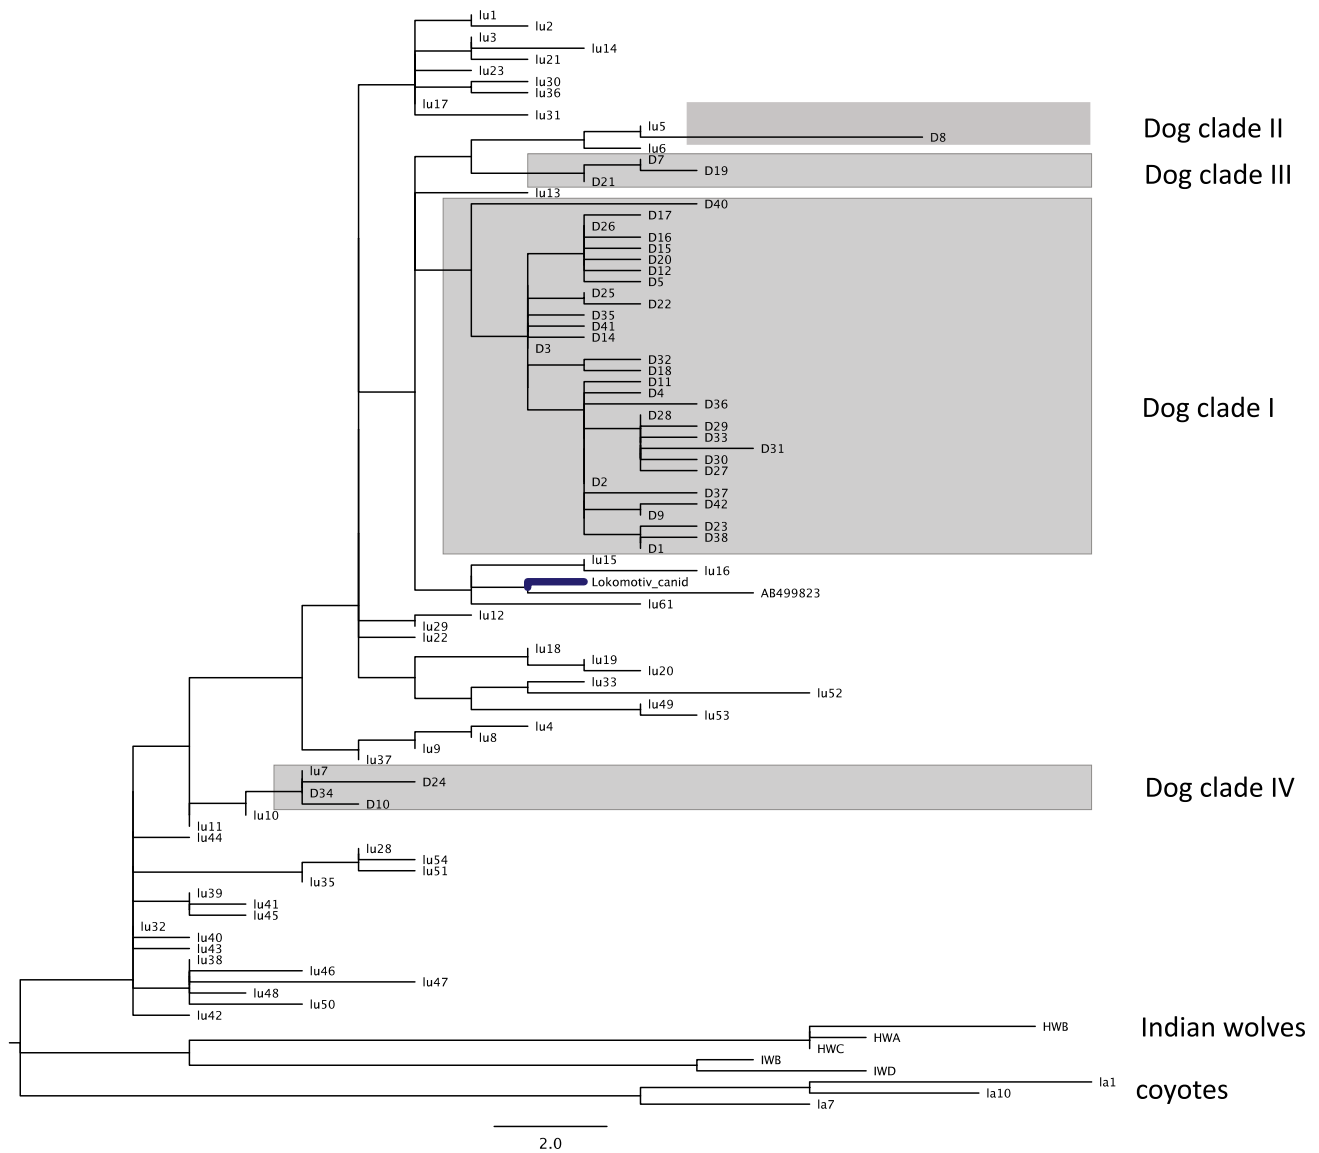 lu1
lu2
lu3
lu14
lu21
lu23
lu30
lu36
lu17
lu31
lu5
Dog clade II
D8
lu6
D7
D19
Dog clade III
D21
lu13
D40
D17
D26
D16
D15
D20
D12
D5
D25
D22
D35
D41
D14
D3
D32
D18
D11
D4
D36
Dog clade I
D28
D29
D33
D31
D30
D27
D2
D37
D42
D9
D23
D38
D1
lu15
lu16
Lokomotiv_canid
AB499823
lu61
lu12
lu29
lu22
lu18
lu19
lu20
lu33
lu52
lu49
lu53
lu4
lu8
lu9
lu37
lu7
D24
Dog clade IV
D34
D10
lu10
lu11
lu44
lu28
lu54
lu51
lu35
lu39
lu41
lu45
lu32
lu40
lu43
lu38
lu46
lu47
lu48
lu50
lu42
HWB
Indian wolves
HWA
HWC
IWB
IWD
la1
coyotes
la10
la7
2.0